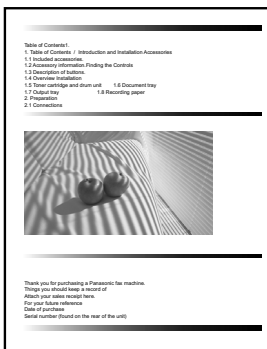 Table of Contents1.
1. Table of Contents / Introduction and Installation Accessories
1.1 Included accessories.
1.2 Accessory information.Finding the Controls
1.3 Description of buttons.
1.4 Overview Installation
1.5 Toner cartridge and drum unit 1.6 Document tray
1.7 Output tray 1.8 Recording paper
2. Preparation
2.1 Connections
Thank you for purchasing a Panasonic fax machine.
Things you should keep a record of
Attach your sales receipt here.
For your future reference
Date of purchase
Serial number (found on the rear of the unit)